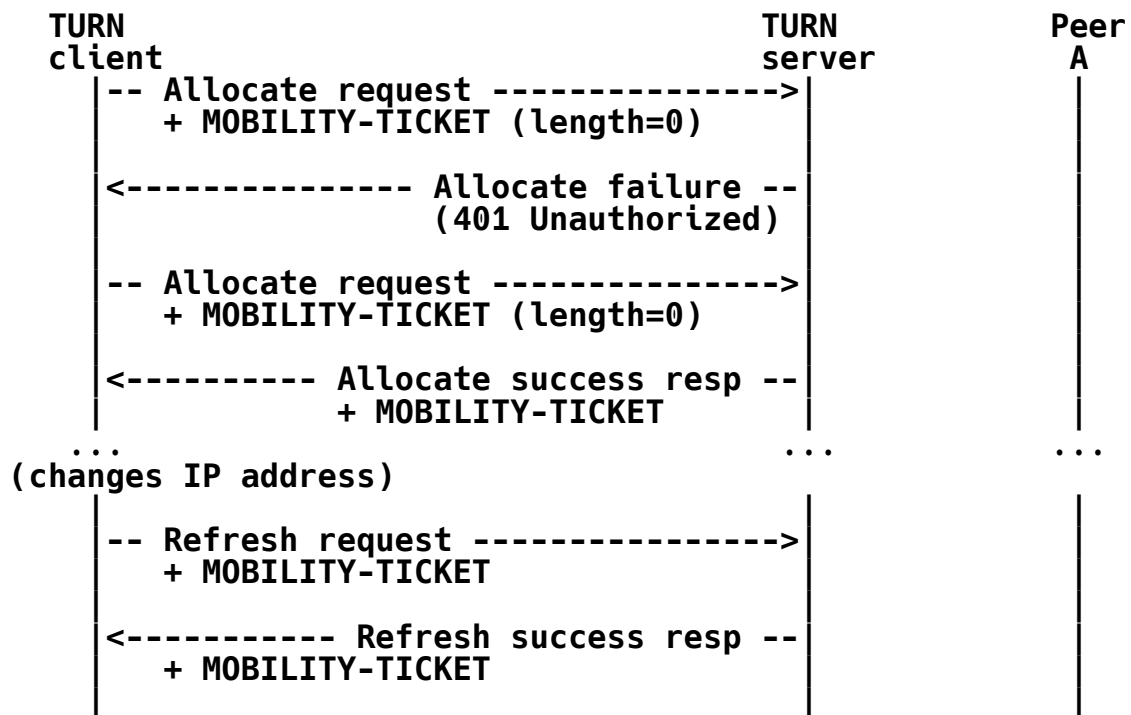 TURN TURN Peer
client server A
|-- Allocate request --------------->| |
| + MOBILITY-TICKET (length=0) | |
|<--------------- Allocate failure --| |
| (401 Unauthorized) | |
|-- Allocate request --------------->| |
| + MOBILITY-TICKET (length=0) | |
|<---------- Allocate success resp --| |
| + MOBILITY-TICKET | |
... ... ...
(changes IP address)
|-- Refresh request ---------------->| |
| + MOBILITY-TICKET | |
|<----------- Refresh success resp --| |
| + MOBILITY-TICKET | |